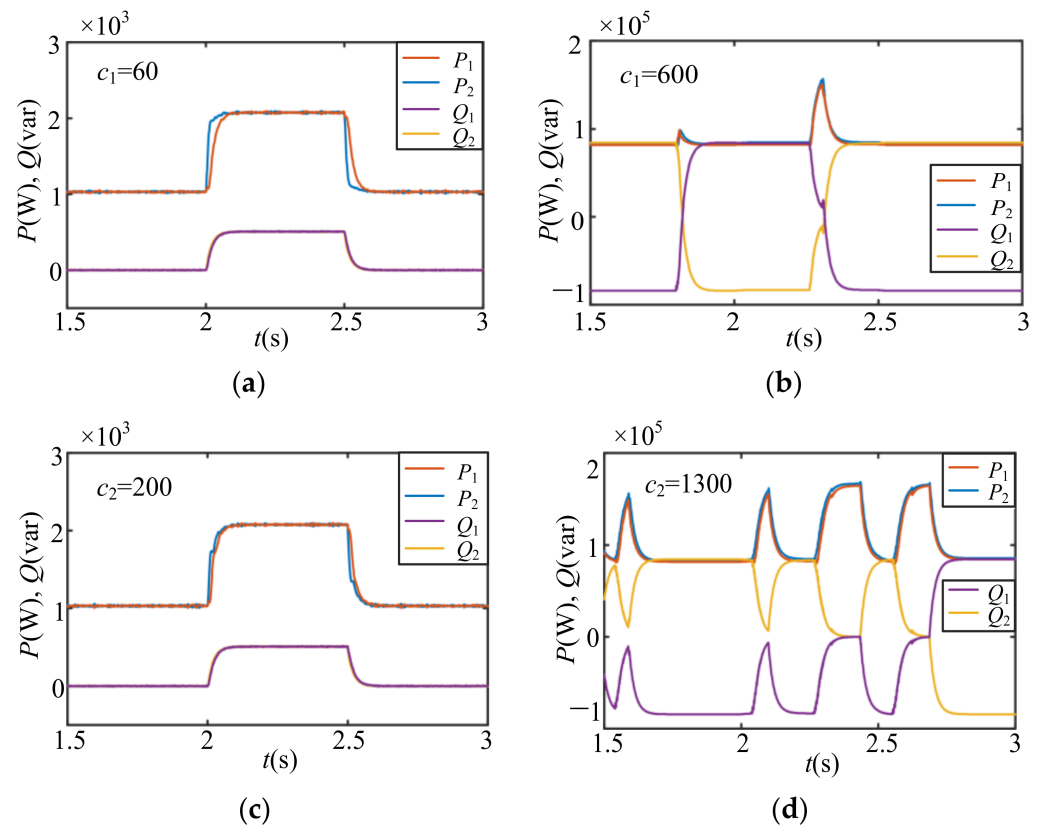 ×10³
3
2
1
0
P(W), Q(var)
c₁=60
P₁
P₂
Q₁
Q₂
1.5 2 2.5 3
t(s)
(a)
×10⁵
2
1
0
−1
P(W), Q(var)
c₁=600
P₁
P₂
Q₁
Q₂
1.5 2 2.5 3
t(s)
(b)
×10³
3
2
1
0
P(W), Q(var)
c₂=200
P₁
P₂
Q₁
Q₂
1.5 2 2.5 3
t(s)
(c)
×10⁵
2
1
0
−1
P(W), Q(var)
c₂=1300
P₁
P₂
Q₁
Q₂
1.5 2 2.5 3
t(s)
(d)